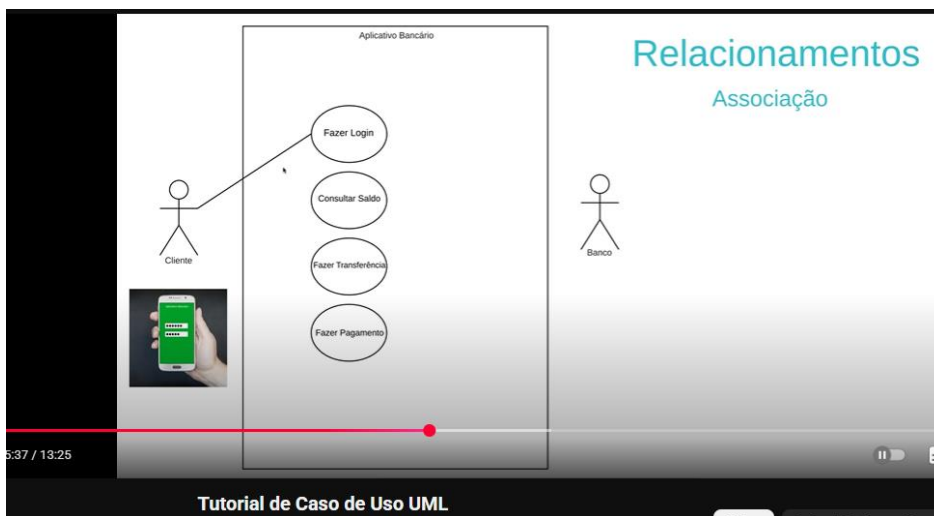 Aplicativo Bancário
Relacionamentos
Associação
Fazer Login
Consultar Saldo
Cliente
Banco
Fazer Transferência
Fazer Pagamento
5:37 / 13:25
Tutorial de Caso de Uso UML